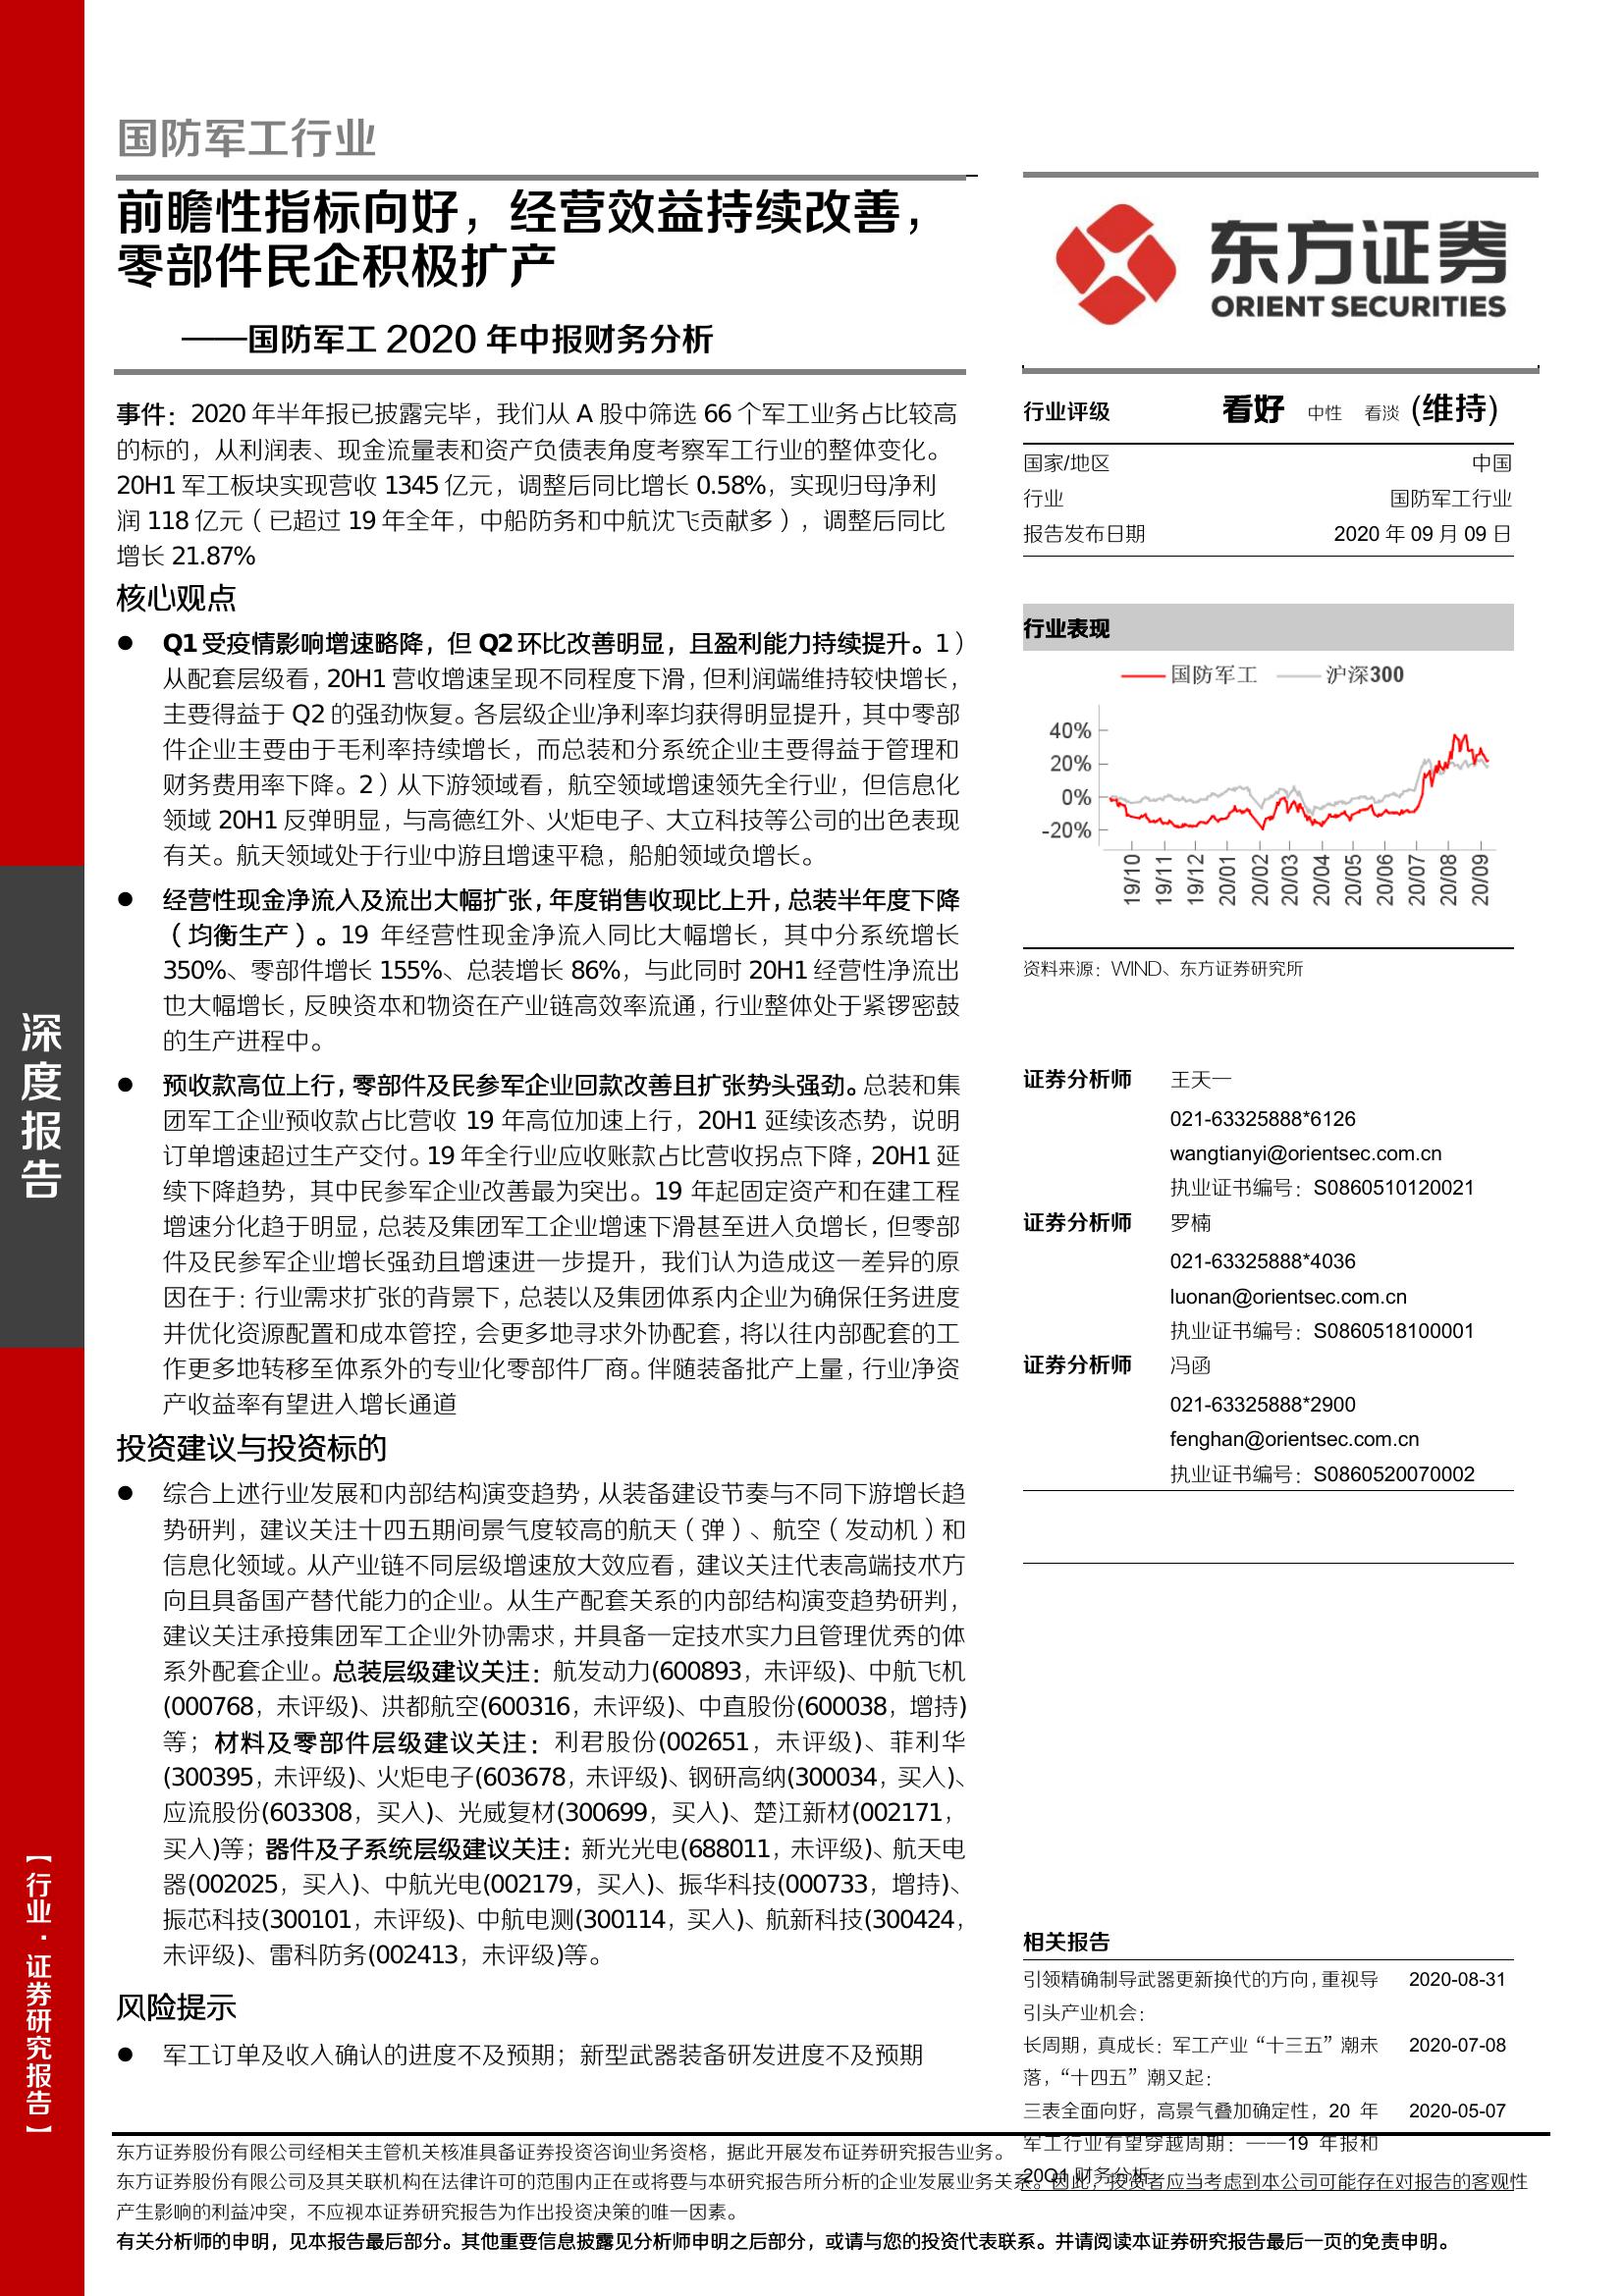 国防军工行业
前瞻性指标向好，经营效益持续改善，
零部件民企积极扩产
——国防军工 2020 年中报财务分析
事件：2020 年半年报已披露完毕，我们从 A 股中筛选 66 个军工业务占比较高
的标的，从利润表、现金流量表和资产负债表角度考察军工行业的整体变化。
20H1 军工板块实现营收 1345 亿元，调整后同比增长 0.58%，实现归母净利
润 118 亿元（已超过 19 年全年，中船防务和中航沈飞贡献多），调整后同比
增长 21.87%
核心观点
● Q1 受疫情影响增速略降，但 Q2 环比改善明显，且盈利能力持续提升。1）
从配套层级看，20H1 营收增速呈现不同程度下滑，但利润端维持较快增长，
主要得益于 Q2 的强劲恢复。各层级企业净利率均获得明显提升，其中零部
件企业主要由于毛利率持续增长，而总装和分系统企业主要得益于管理和
财务费用率下降。2）从下游领域看，航空领域增速领先全行业，但信息化
领域 20H1 反弹明显，与高德红外、火炬电子、大立科技等公司的出色表现
有关。航天领域处于行业中游且增速平稳，船舶领域负增长。
● 经营性现金净流入及流出大幅扩张，年度销售收现比上升，总装半年度下降
（均衡生产）。19 年经营性现金净流入同比大幅增长，其中分系统增长
350%、零部件增长 155%、总装增长 86%，与此同时 20H1 经营性净流出
也大幅增长，反映资本和物资在产业链高效率流通，行业整体处于紧锣密鼓
的生产进程中。
● 预收款高位上行，零部件及民参军企业回款改善且扩张势头强劲。总装和集
团军工企业预收款占比营收 19 年高位加速上行，20H1 延续该态势，说明
订单增速超过生产交付。19 年全行业应收账款占比营收拐点下降，20H1 延
续下降趋势，其中民参军企业改善最为突出。19 年起固定资产和在建工程
增速分化趋于明显，总装及集团军工企业增速下滑甚至进入负增长，但零部
件及民参军企业增长强劲且增速进一步提升，我们认为造成这一差异的原
因在于：行业需求扩张的背景下，总装以及集团体系内企业为确保任务进度
并优化资源配置和成本管控，会更多地寻求外协配套，将以往内部配套的工
作更多地转移至体系外的专业化零部件厂商。伴随装备批产上量，行业净资
产收益率有望进入增长通道
投资建议与投资标的
● 综合上述行业发展和内部结构演变趋势，从装备建设节奏与不同下游增长趋
势研判，建议关注十四五期间景气度较高的航天（弹）、航空（发动机）和
信息化领域。从产业链不同层级增速放大效应看，建议关注代表高端技术方
向且具备国产替代能力的企业。从生产配套关系的内部结构演变趋势研判，
建议关注承接集团军工企业外协需求，并具备一定技术实力且管理优秀的体
系外配套企业。总装层级建议关注：航发动力(600893，未评级)、中航飞机
(000768，未评级)、洪都航空(600316，未评级)、中直股份(600038，增持)
等；材料及零部件层级建议关注：利君股份(002651，未评级)、菲利华
(300395，未评级)、火炬电子(603678，未评级)、钢研高纳(300034，买入)、
应流股份(603308，买入)、光威复材(300699，买入)、楚江新材(002171，
买入)等；器件及子系统层级建议关注：新光光电(688011，未评级)、航天电
器(002025，买入)、中航光电(002179，买入)、振华科技(000733，增持)、
振芯科技(300101，未评级)、中航电测(300114，买入)、航新科技(300424，
未评级)、雷科防务(002413，未评级)等。
风险提示
● 军工订单及收入确认的进度不及预期；新型武器装备研发进度不及预期
东方证券
ORIENT SECURITIES
行业评级 看好 中性 看淡 (维持)
国家/地区 中国
行业 国防军工行业
报告发布日期 2020 年 09 月 09 日
行业表现
国防军工 沪深300
40%
20%
0%
-20%
19/10 19/11 19/12 20/01 20/02 20/03 20/04 20/05 20/06 20/07 20/08 20/09
资料来源：WIND、东方证券研究所
证券分析师 王天一
021-63325888*6126
wangtianyi@orientsec.com.cn
执业证书编号：S0860510120021
证券分析师 罗楠
021-63325888*4036
luonan@orientsec.com.cn
执业证书编号：S0860518100001
证券分析师 冯函
021-63325888*2900
fenghan@orientsec.com.cn
执业证书编号：S0860520070002
相关报告
引领精确制导武器更新换代的方向，重视导 2020-08-31
引头产业机会：
长周期，真成长：军工产业“十三五”潮未 2020-07-08
落，“十四五”潮又起：
三表全面向好，高景气叠加确定性，20 年 2020-05-07
军工行业有望穿越周期：——19 年报和
20Q1 财务分析
深度报告
【行业·证券研究报告】
东方证券股份有限公司经相关主管机关核准具备证券投资咨询业务资格，据此开展发布证券研究报告业务。
东方证券股份有限公司及其关联机构在法律许可的范围内正在或将要与本研究报告所分析的企业发展业务关系。因此，投资者应当考虑到本公司可能存在对报告的客观性
产生影响的利益冲突，不应视本证券研究报告为作出投资决策的唯一因素。
有关分析师的申明，见本报告最后部分。其他重要信息披露见分析师申明之后部分，或请与您的投资代表联系。并请阅读本证券研究报告最后一页的免责申明。